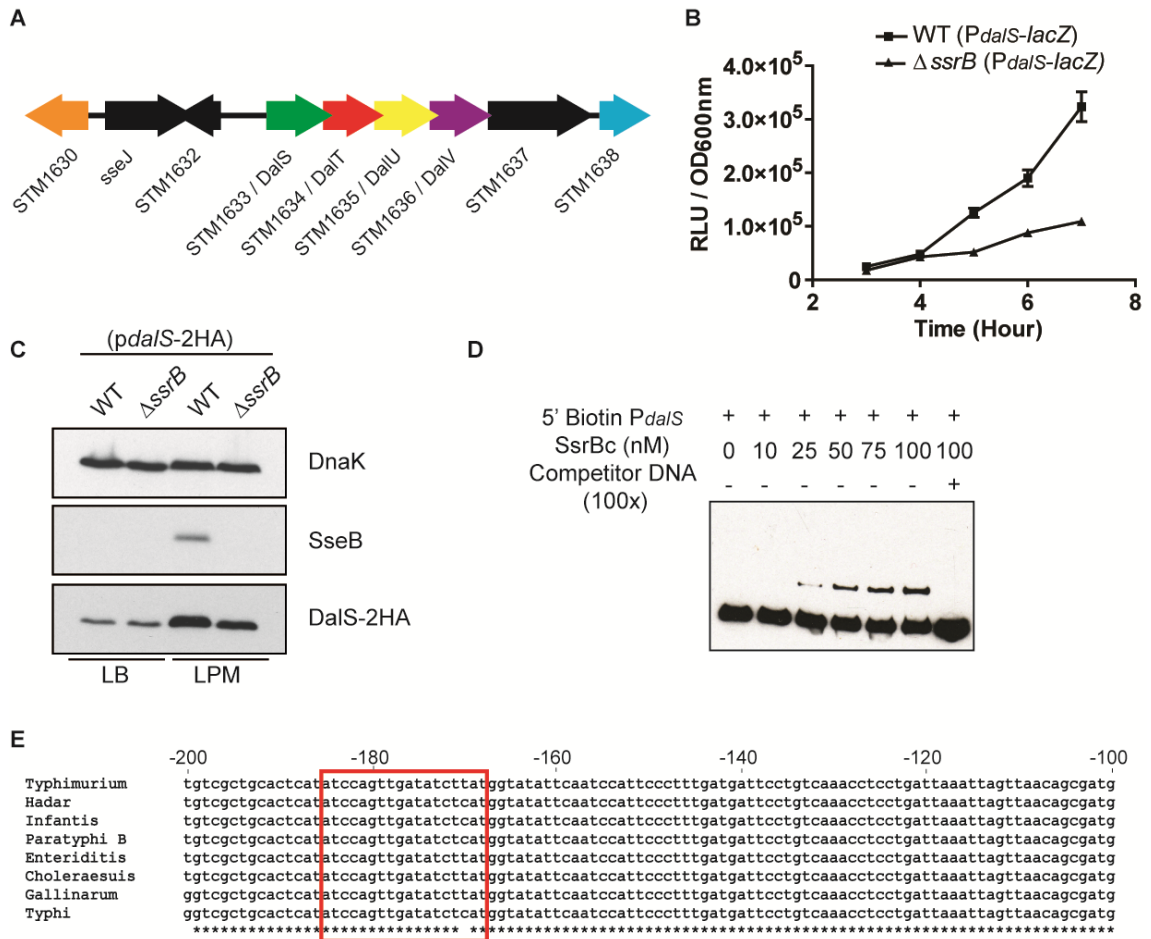 A
STM1630
sseJ
STM1632
STM1633 / DalS
STM1634 / DalT
STM1635 / DalU
STM1636 / DalV
STM1637
STM1638
B
WT (PdalS-lacZ)
ΔssrB (PdalS-lacZ)
RLU / OD600nm
4.0×10⁵
3.0×10⁵
2.0×10⁵
1.0×10⁵
0
2 4 6 8
Time (Hour)
C
(pdalS-2HA)
WT ΔssrB WT ΔssrB
DnaK
SseB
DalS-2HA
LB LPM
D
5' Biotin PdalS + + + + + + +
SsrBc (nM) 0 10 25 50 75 100 100
Competitor DNA - - - - - - +
(100x)
E
-200 -180 -160 -140 -120 -100
Typhimurium tgtcgctgcactcatatccagttgatatcttatggtatattcaatccattccctttgatgattcctgtcaaacctcctgattaaattagttaacagcgatg
Hadar tgtcgctgcactcatatccagttgatatctcatggtatattcaatccattccctttgatgattcctgtcaaacctcctgattaaattagttaacagcgatg
Infantis tgtcgctgcactcatatccagttgatatctcatggtatattcaatccattccctttgatgattcctgtcaaacctcctgattaaattagttaacagcgatg
Paratyphi B tgtcgctgcactcatatccagttgatatctcatggtatattcaatccattccctttgatgattcctgtcaaacctcctgattaaattagttaacagcgatg
Enteriditis tgtcgctgcactcatatccagttgatatcttatggtatattcaatccattccctttgatgattcctgtcaaacctcctgattaaattagttaacagcgatg
Choleraesuis tgtcgctgcactcatatccagttgatatcttatggtatattcaatccattccctttgatgattcctgtcaaacctcctgattaaattagttaacagcgatg
Gallinarum ggtcgctgcactcatatccagttgatatcttatggtatattcaatccattccctttgatgattcctgtcaaacctcctgattaaattagttaacagcgatg
Typhi ggtcgctgcactcatatccagttgatatctcatggtatattcaatccattccctttgatgattcctgtcaaacctcctgattaaattagttaacagcgatg
***************************** **********************************************************************